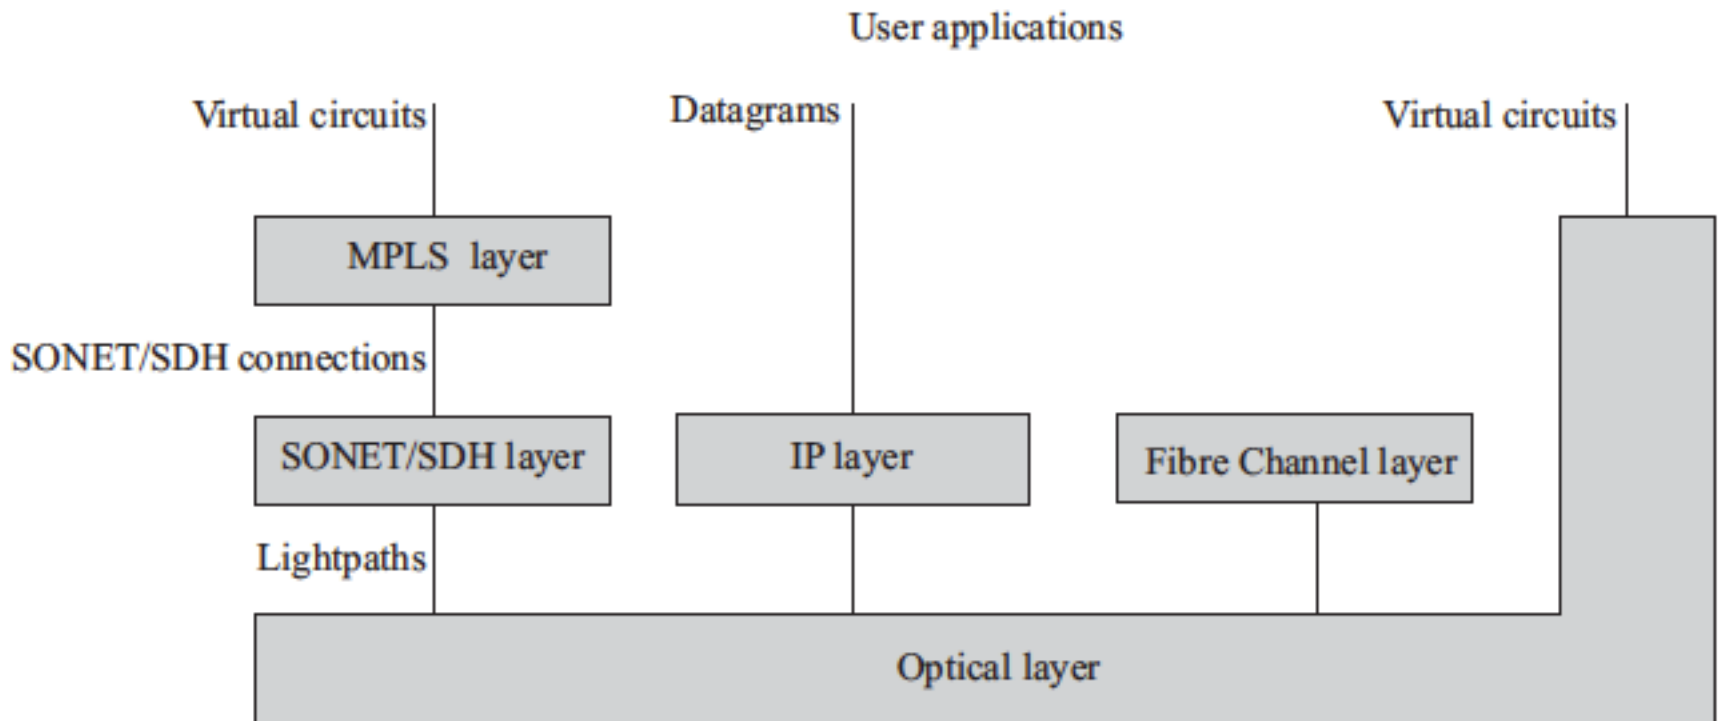 User applications
Virtual circuits
Datagrams
Virtual circuits
MPLS layer
SONET/SDH connections
SONET/SDH layer
IP layer
Fibre Channel layer
Lightpaths
Optical layer